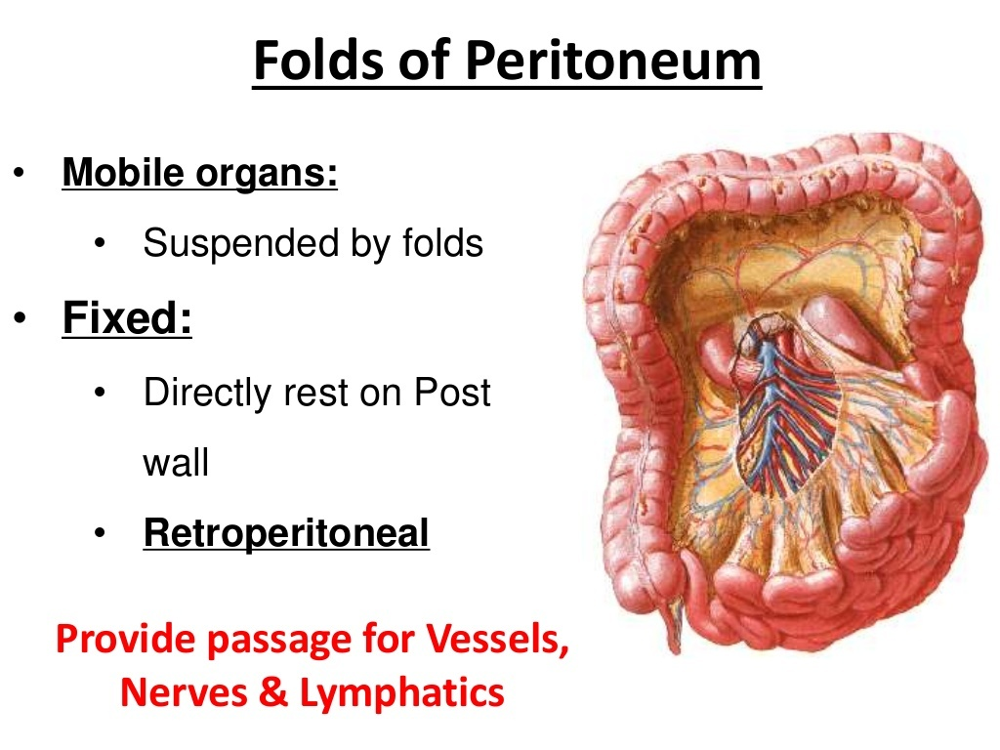 Folds of Peritoneum
• Mobile organs:
• Suspended by folds
• Fixed:
• Directly rest on Post
wall
• Retroperitoneal
Provide passage for Vessels,
Nerves & Lymphatics